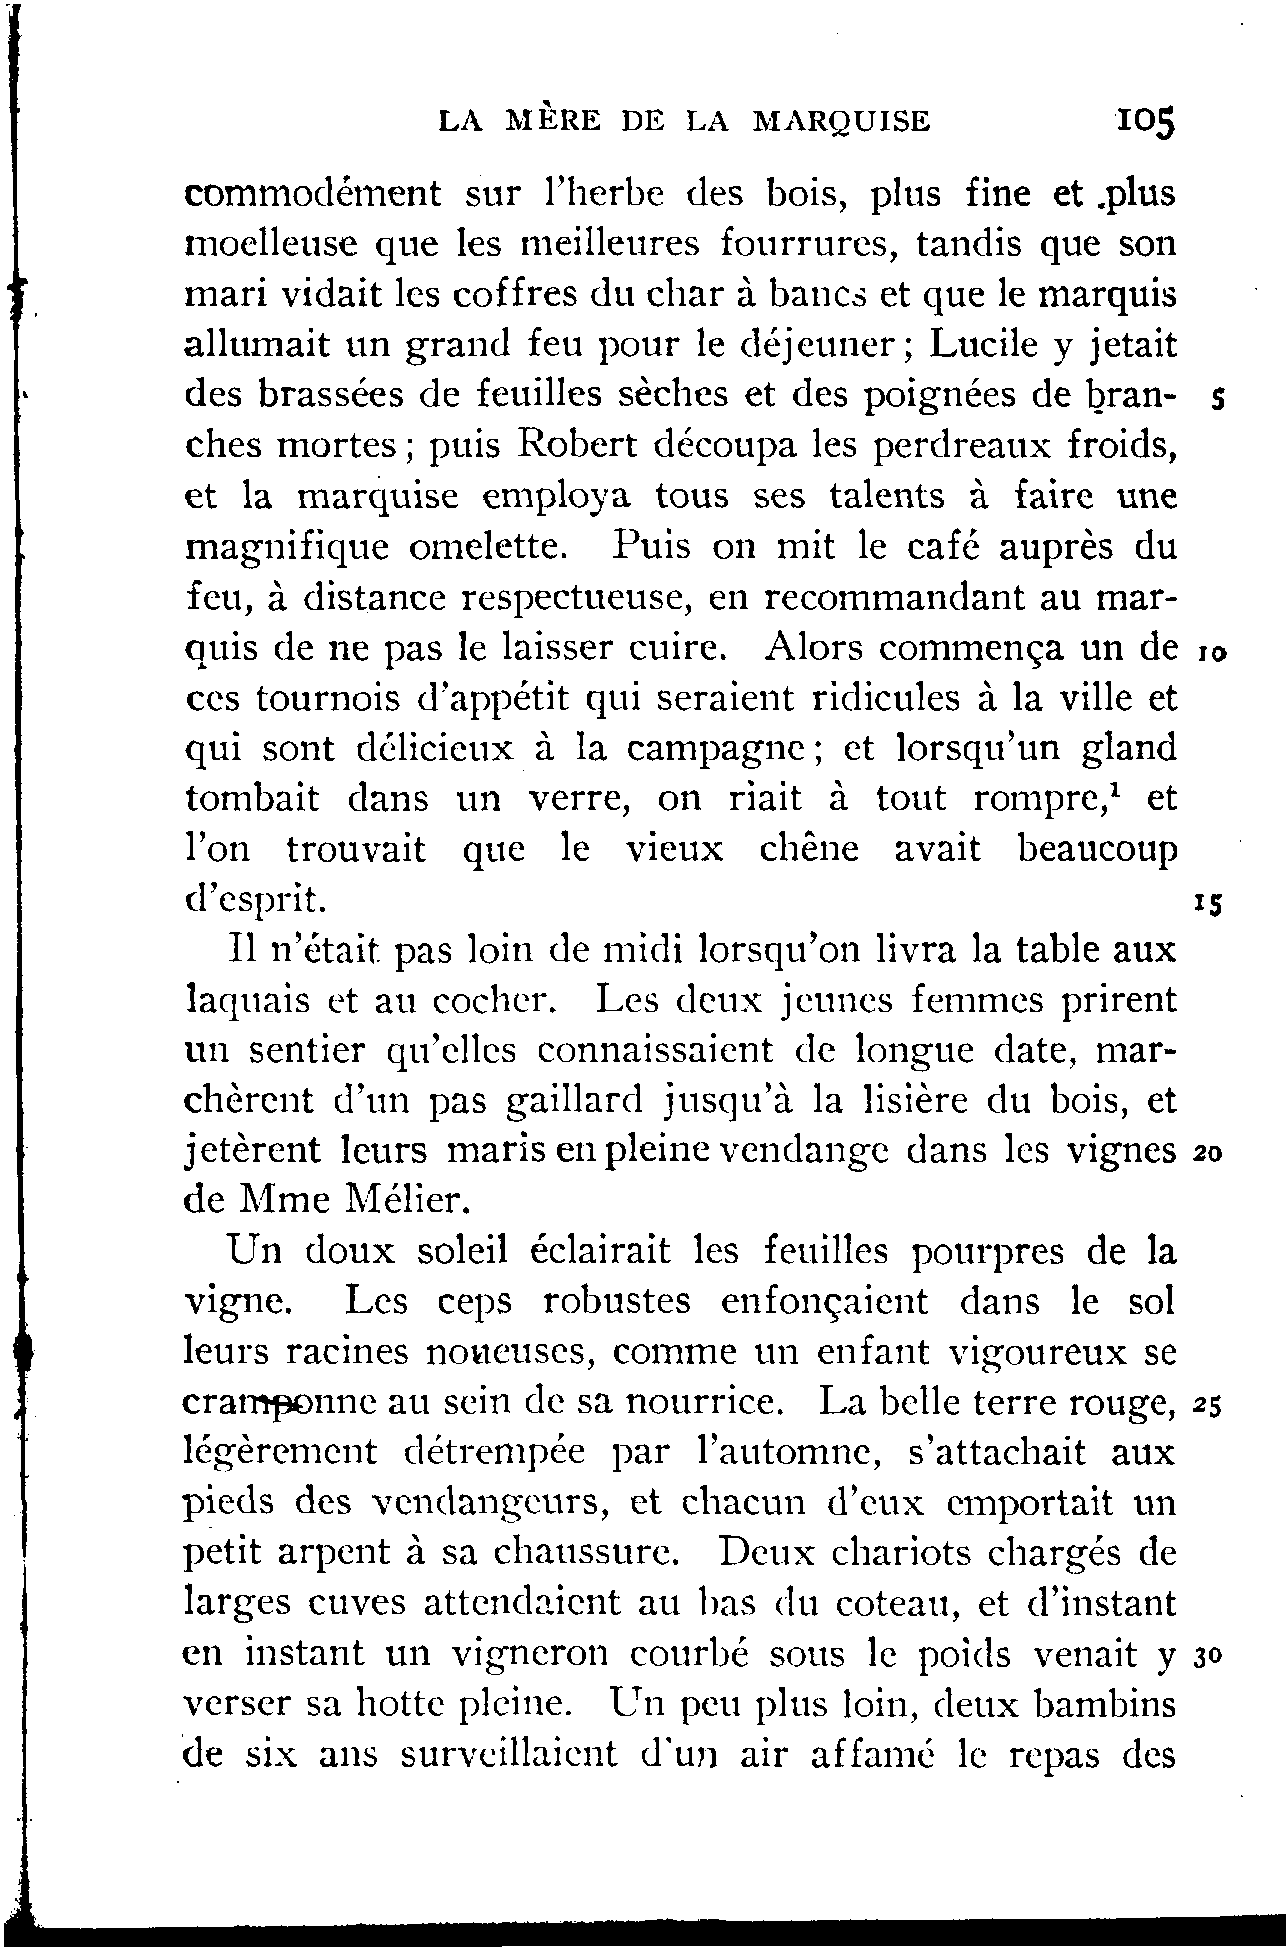 LA MÈRE DE LA MARQUISE 105
commodément sur l'herbe des bois, plus fine et plus
moelleuse que les meilleures fourrures, tandis que son
mari vidait les coffres du char à bancs et que le marquis
allumait un grand feu pour le déjeuner; Lucile y jetait
des brassées de feuilles sèches et des poignées de bran- 5
ches mortes; puis Robert découpa les perdreaux froids,
et la marquise employa tous ses talents à faire une
magnifique omelette. Puis on mit le café auprès du
feu, à distance respectueuse, en recommandant au mar-
quis de ne pas le laisser cuire. Alors commença un de 10
ces tournois d'appétit qui seraient ridicules à la ville et
qui sont délicieux à la campagne; et lorsqu'un gland
tombait dans un verre, on riait à tout rompre,¹ et
l'on trouvait que le vieux chêne avait beaucoup
d'esprit. 15
Il n'était pas loin de midi lorsqu'on livra la table aux
laquais et au cocher. Les deux jeunes femmes prirent
un sentier qu'elles connaissaient de longue date, mar-
chèrent d'un pas gaillard jusqu'à la lisière du bois, et
jetèrent leurs maris en pleine vendange dans les vignes 20
de Mme Mélier.
Un doux soleil éclairait les feuilles pourpres de la
vigne. Les ceps robustes enfonçaient dans le sol
leurs racines noueuses, comme un enfant vigoureux se
cramponne au sein de sa nourrice. La belle terre rouge, 25
légèrement détrempée par l'automne, s'attachait aux
pieds des vendangeurs, et chacun d'eux emportait un
petit arpent à sa chaussure. Deux chariots chargés de
larges cuves attendaient au bas du coteau, et d'instant
en instant un vigneron courbé sous le poids venait y 30
verser sa hotte pleine. Un peu plus loin, deux bambins
de six ans surveillaient d'un air affamé le repas des